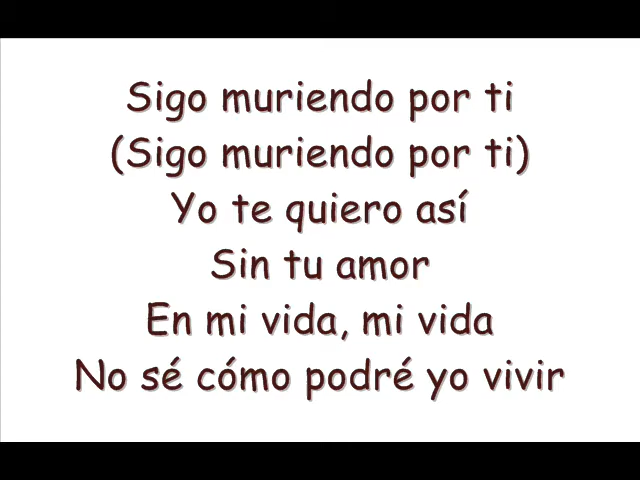 Sigo muriendo por ti
(Sigo muriendo por ti)
Yo te quiero así
Sin tu amor
En mi vida, mi vida
No sé cómo podré yo vivir